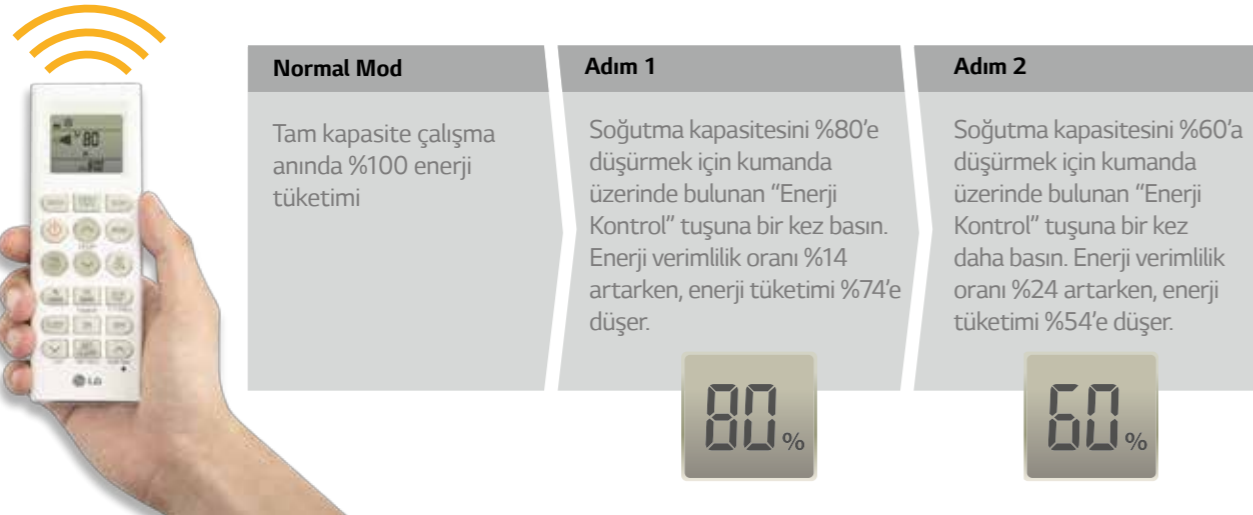 80
LG
Normal Mod
Tam kapasite çalışma
anında %100 enerji
tüketimi
Adım 1
Soğutma kapasitesini %80’e
düşürmek için kumanda
üzerinde bulunan “Enerji
Kontrol” tuşuna bir kez basın.
Enerji verimlilik oranı %14
artarken, enerji tüketimi %74’e
düşer.
80%
Adım 2
Soğutma kapasitesini %60’a
düşürmek için kumanda
üzerinde bulunan “Enerji
Kontrol” tuşuna bir kez
daha basın. Enerji verimlilik
oranı %24 artarken, enerji
tüketimi %54’e düşer.
60%